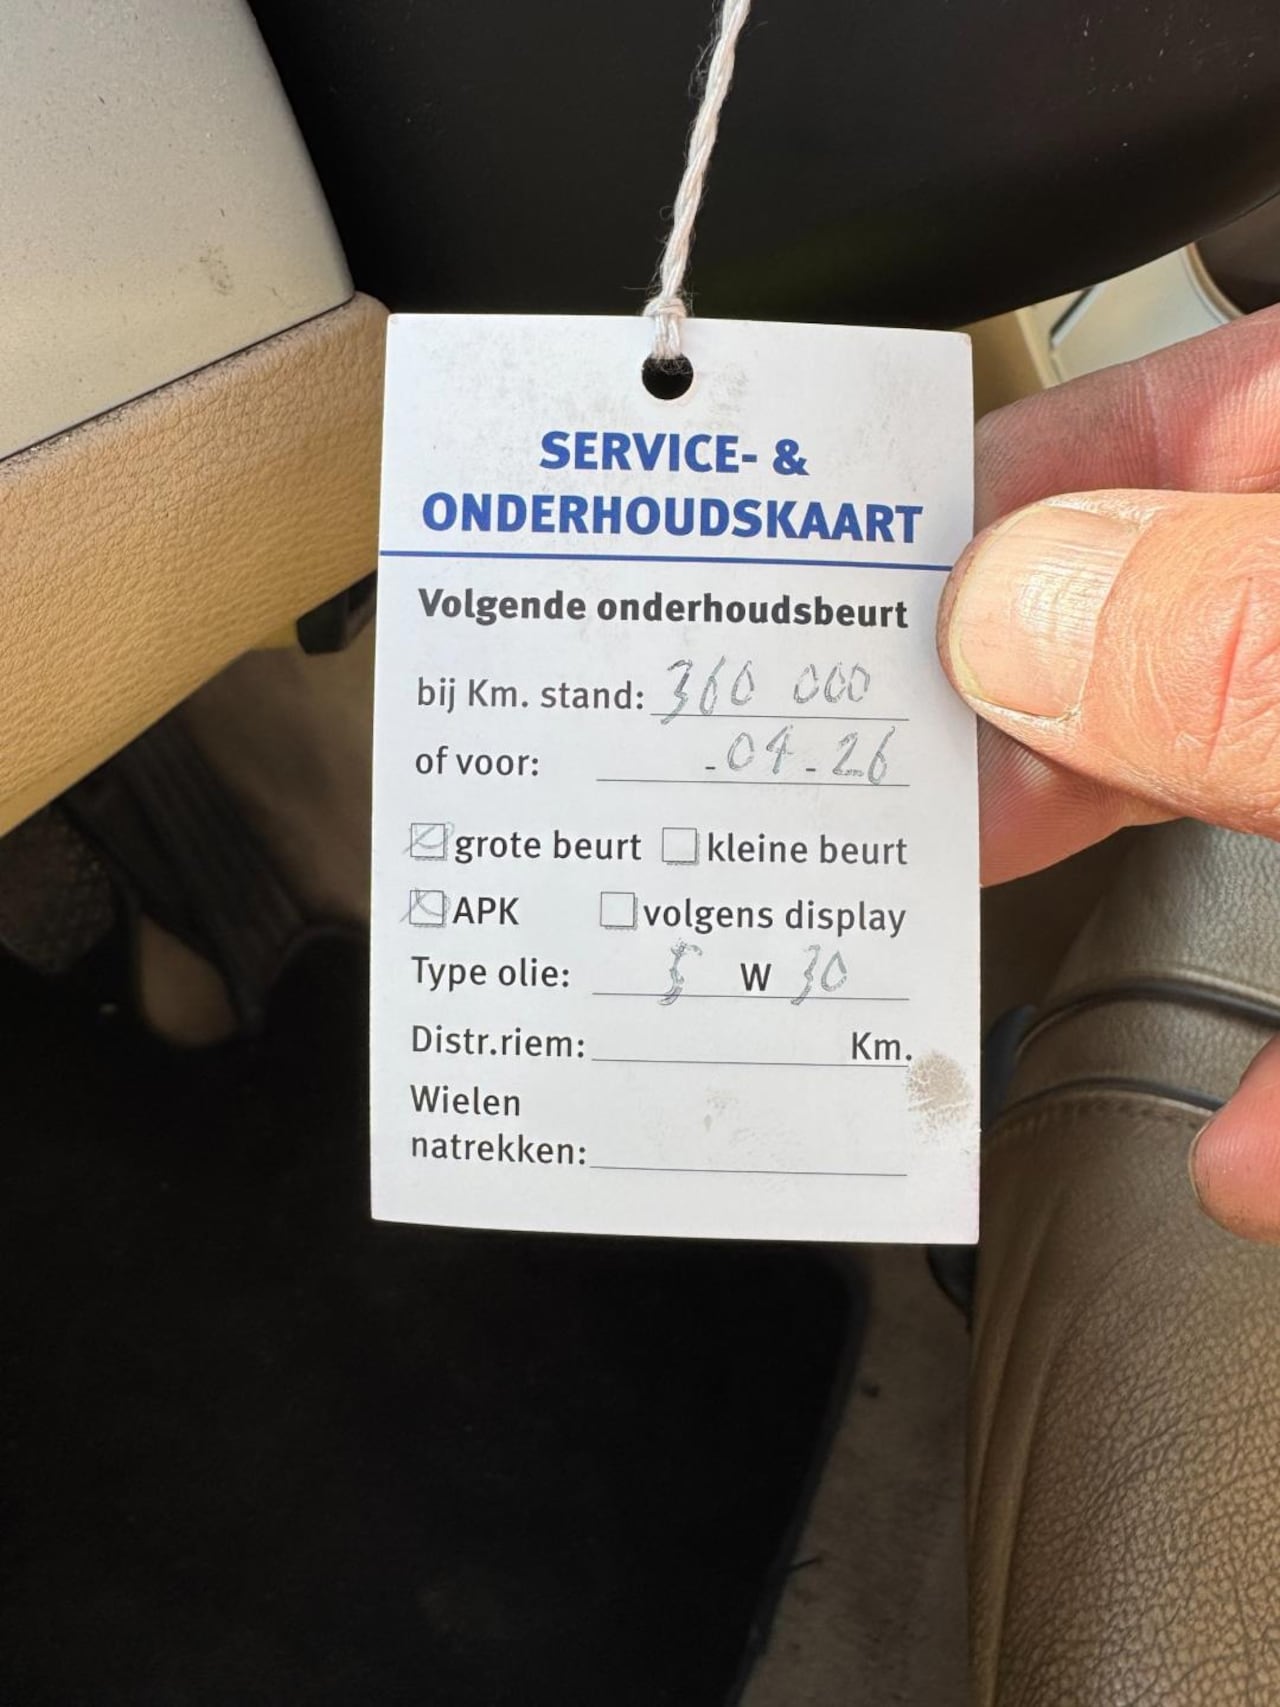 SERVICE- &
ONDERHOUDSKAART
Volgende onderhoudsbeurt
bij Km. stand: 360 000
of voor: -04-26
grote beurt kleine beurt
APK volgens display
Type olie: 5 W 30
Distr.riem: Km.
Wielen
natrekken: